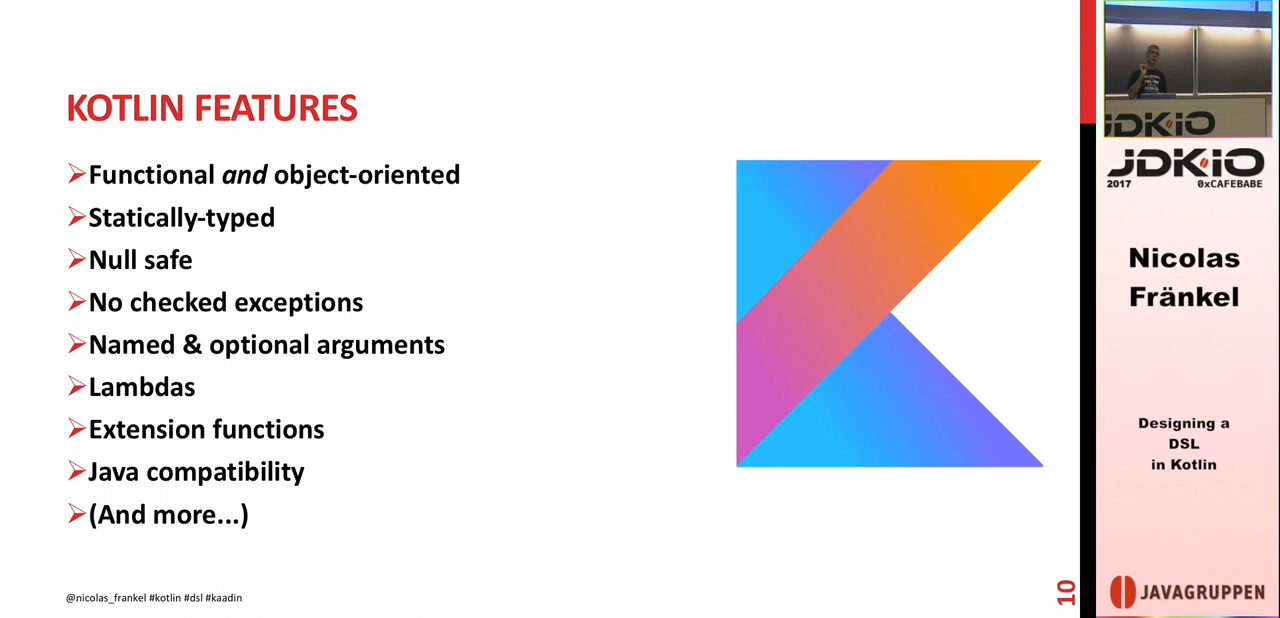 KOTLIN FEATURES
Functional and object-oriented
Statically-typed
Null safe
No checked exceptions
Named & optional arguments
Lambdas
Extension functions
Java compatibility
(And more...)
@nicolas_frankel #kotlin #dsl #kaadin
10
JDK.IO
JDK.IO
2017 0xCAFEBABE
Nicolas
Fränkel
Designing a
DSL
in Kotlin
JAVAGRUPPEN